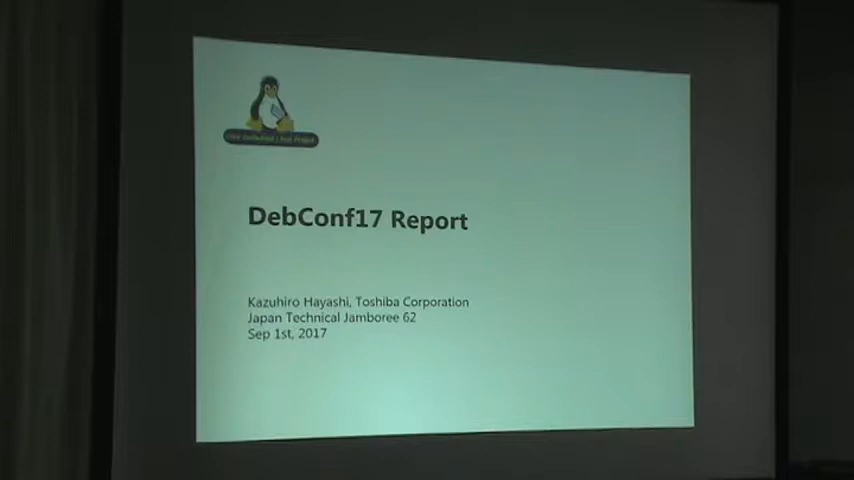 DebConf17 Report
Kazuhiro Hayashi, Toshiba Corporation
Japan Technical Jamboree 62
Sep 1st, 2017